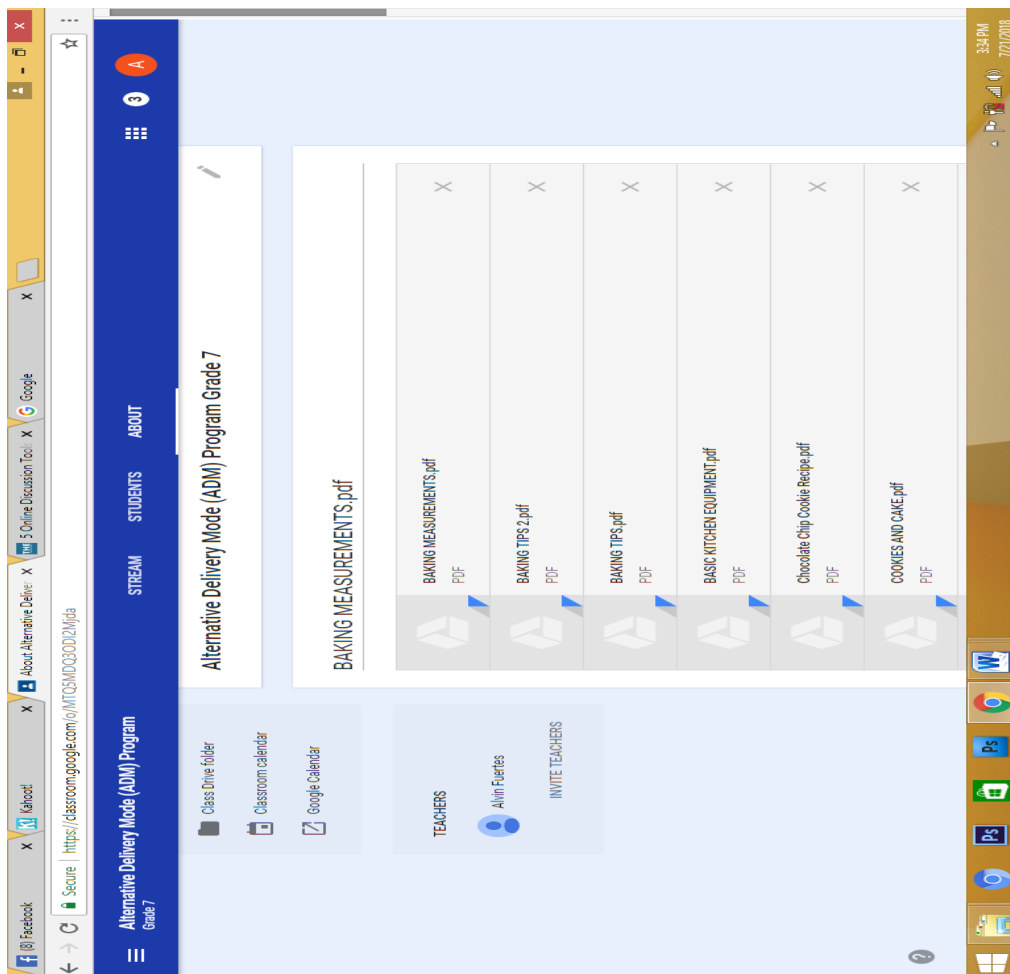 (8) Facebook
Kahoot!
About Alternative Deliver
5 Online Discussion Tool
Google
Secure | https://classroom.google.com/o/MTQ5MDQ3ODI2Mjda
Alternative Delivery Mode (ADM) Program
Grade 7
STREAM STUDENTS ABOUT
3 A
Class Drive folder
Classroom calendar
Google Calendar
TEACHERS
Alvin Fuertes
INVITE TEACHERS
Alternative Delivery Mode (ADM) Program Grade 7
BAKING MEASUREMENTS.pdf
BAKING MEASUREMENTS.pdf
PDF
BAKING TIPS 2.pdf
PDF
BAKING TIPS.pdf
PDF
BASIC KITCHEN EQUIPMENT.pdf
PDF
Chocolate Chip Cookie Recipe.pdf
PDF
COOKIES AND CAKE.pdf
PDF
Ps
Ps
3:34 PM
7/21/2018